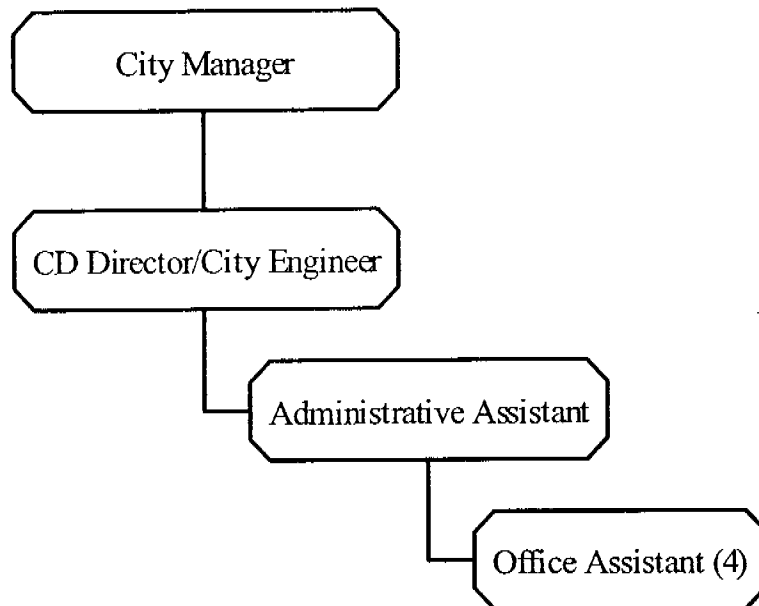 City Manager
CD Director/City Engineer
Administrative Assistant
Office Assistant (4)